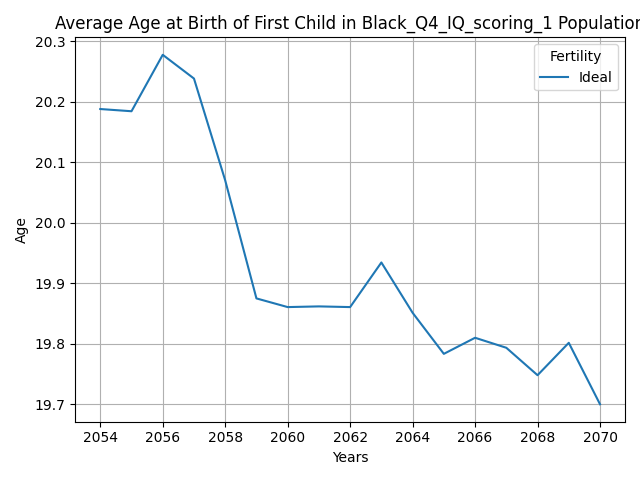 Average Age at Birth of First Child in Black_Q4_IQ_scoring_1 Population
20.3
20.2
20.1
20.0
19.9
19.8
19.7
Age
Fertility
Ideal
2054 2056 2058 2060 2062 2064 2066 2068 2070
Years